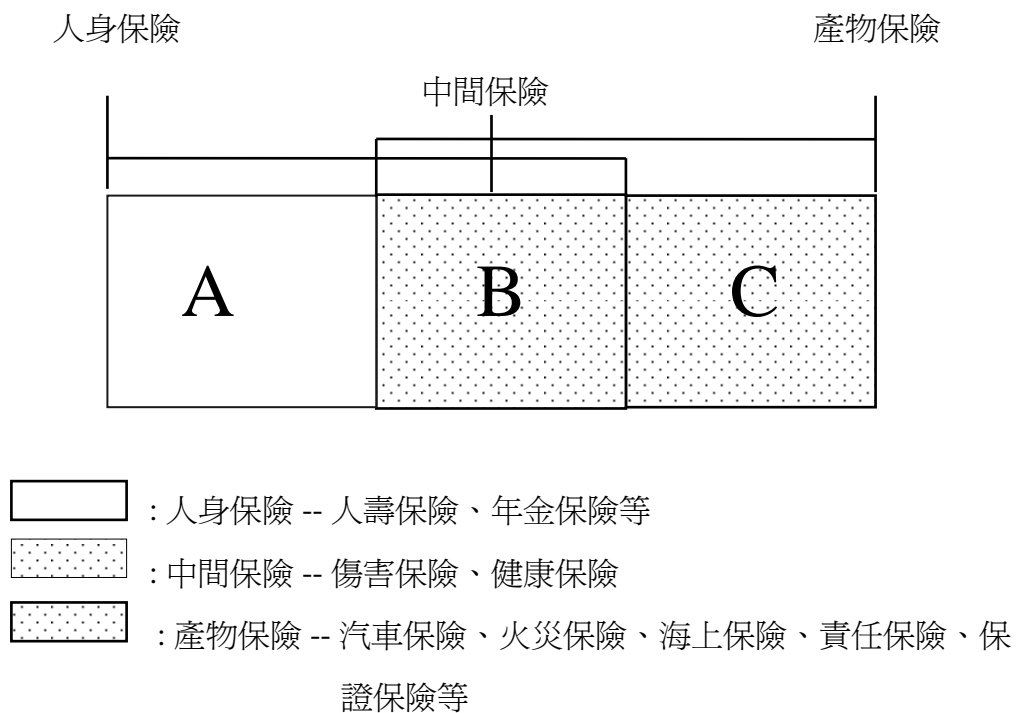 人身保險
產物保險
中間保險
A
B
C
: 人身保險 -- 人壽保險、年金保險等
: 中間保險 -- 傷害保險、健康保險
: 產物保險 -- 汽車保險、火災保險、海上保險、責任保險、保
證保險等